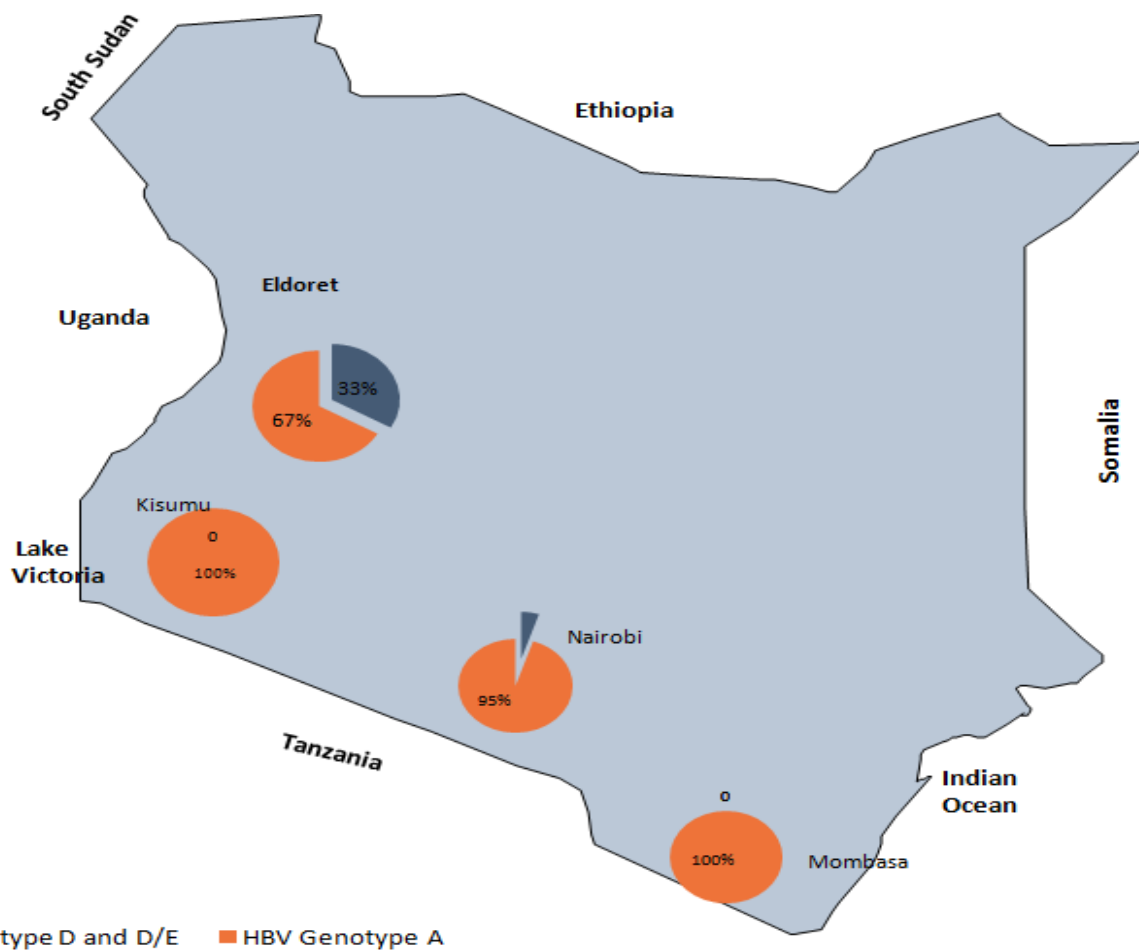 South Sudan
Ethiopia
Eldoret
Uganda
33%
67%
Somalia
Kisumu
0
100%
Lake
Victoria
Nairobi
95%
Tanzania
Indian
Ocean
0
100%
Mombasa
type D and D/E
HBV Genotype A